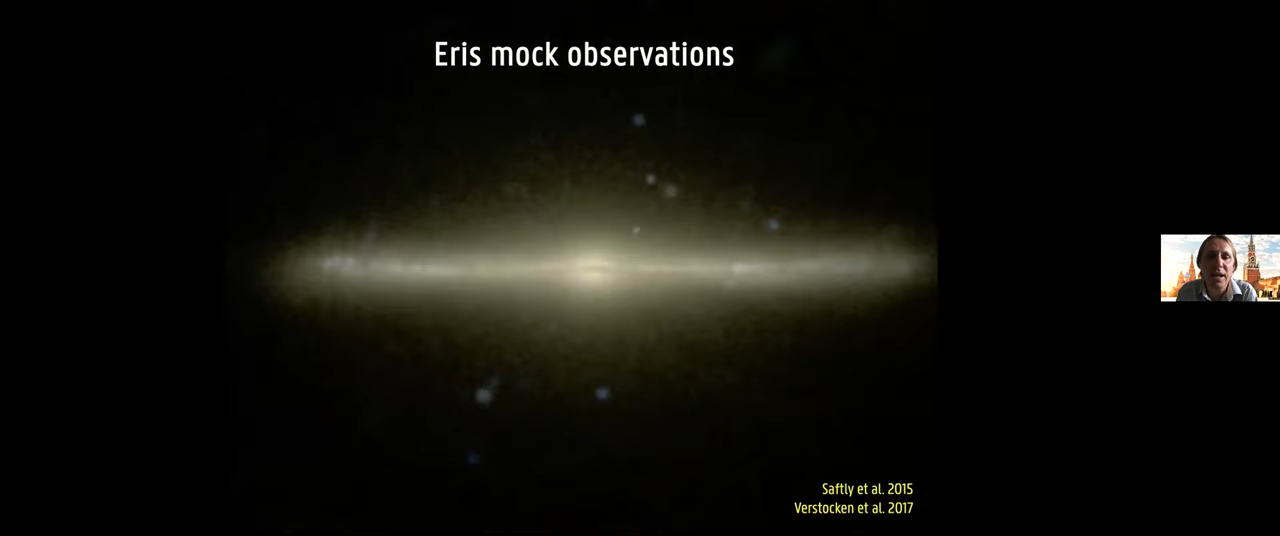 Eris mock observations
Saftly et al. 2015
Verstocken et al. 2017